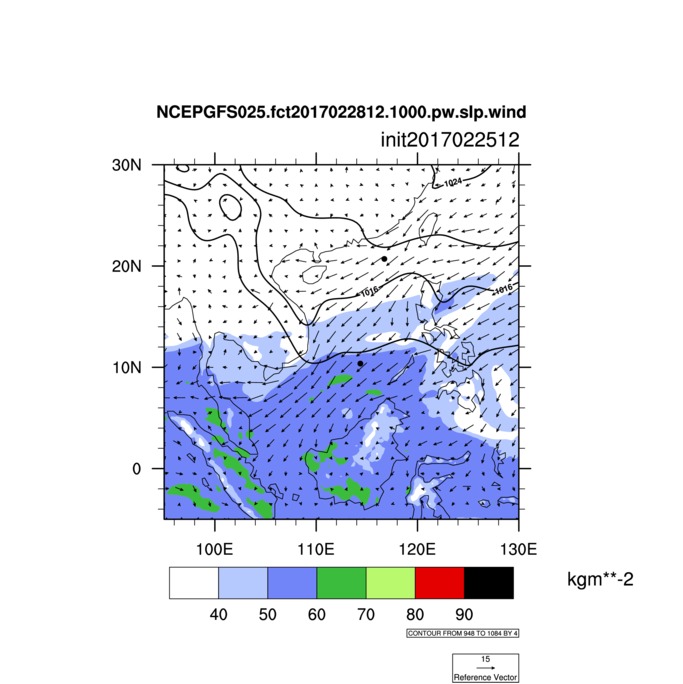 NCEPGFS025.fct2017022812.1000.pw.slp.wind
init2017022512
30N
1024
20N
1016
1016
10N
0
100E 110E 120E 130E
kgm**-2
40 50 60 70 80 90
CONTOUR FROM 948 TO 1084 BY 4
15
Reference Vector